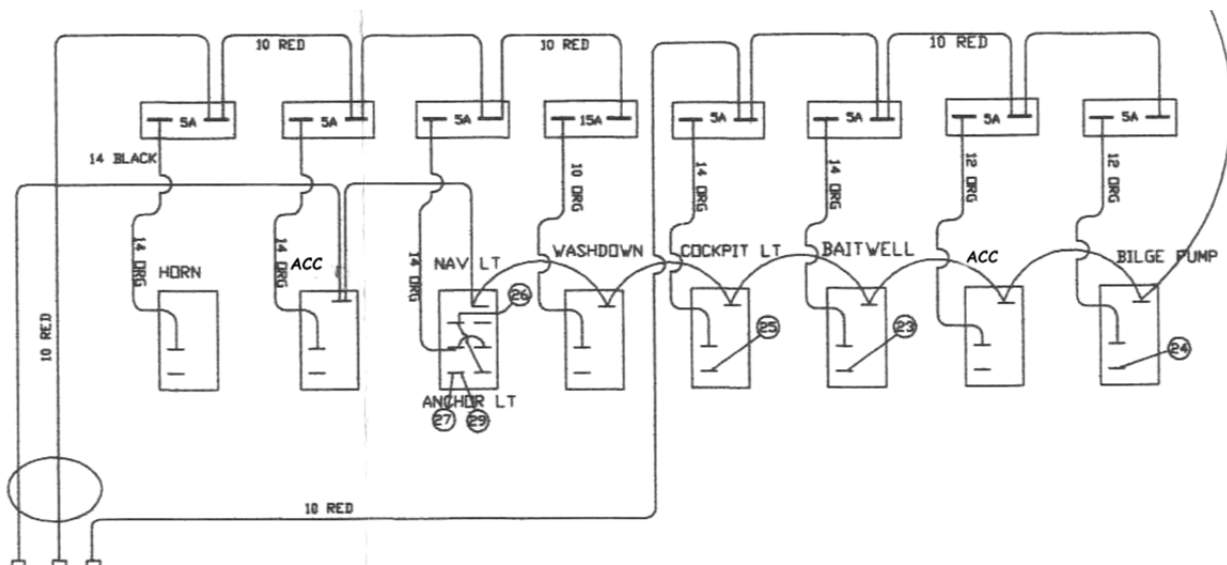 10 RED
10 RED
10 RED
5A
5A
5A
15A
5A
5A
5A
5A
14 BLACK
10 ORG
14 ORG
14 ORG
12 ORG
12 ORG
14 ORG
HORN
14 ORG
ACC
14 ORG
NAV LT
WASHDOWN
COCKPIT LT
BAITWELL
ACC
BILGE PUMP
26
10 RED
25
23
24
ANCHOR LT
27
29
10 RED